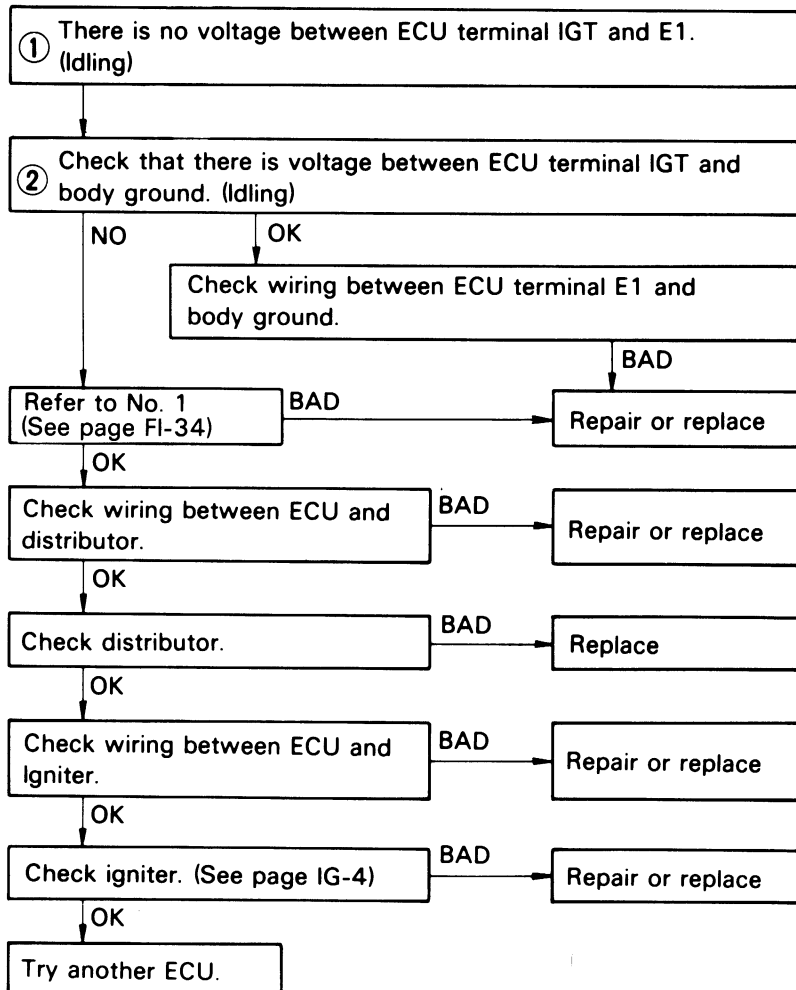 ① There is no voltage between ECU terminal IGT and E1.
(Idling)
② Check that there is voltage between ECU terminal IGT and
body ground. (Idling)
NO
OK
Check wiring between ECU terminal E1 and
body ground.
BAD
Refer to No. 1
(See page FI-34)
BAD
Repair or replace
OK
Check wiring between ECU and
distributor.
BAD
Repair or replace
OK
Check distributor.
BAD
Replace
OK
Check wiring between ECU and
Igniter.
BAD
Repair or replace
OK
Check igniter. (See page IG-4)
BAD
Repair or replace
OK
Try another ECU.